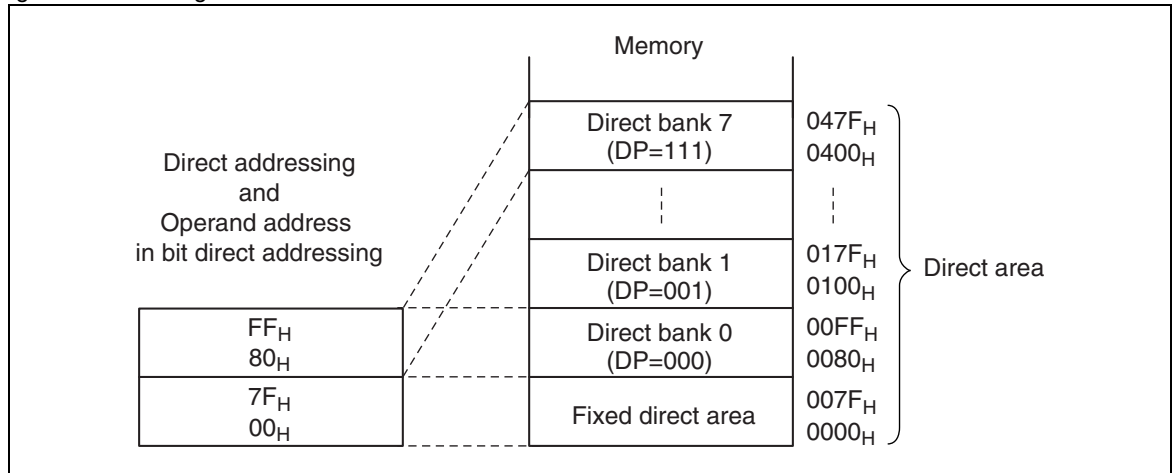 Memory
Direct bank 7
(DP=111)
047FH
0400H
Direct addressing
and
Operand address
in bit direct addressing
Direct bank 1
(DP=001)
017FH
0100H
Direct area
FFH
80H
Direct bank 0
(DP=000)
00FFH
0080H
7FH
00H
Fixed direct area
007FH
0000H